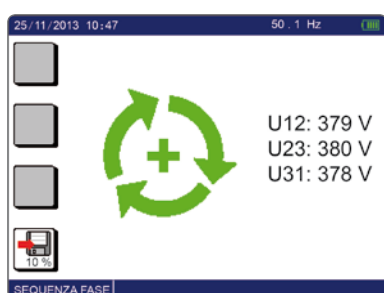 25/11/2013 10:47 50.1 Hz
+
U12: 379 V
U23: 380 V
U31: 378 V
10 %
SEQUENZA FASE